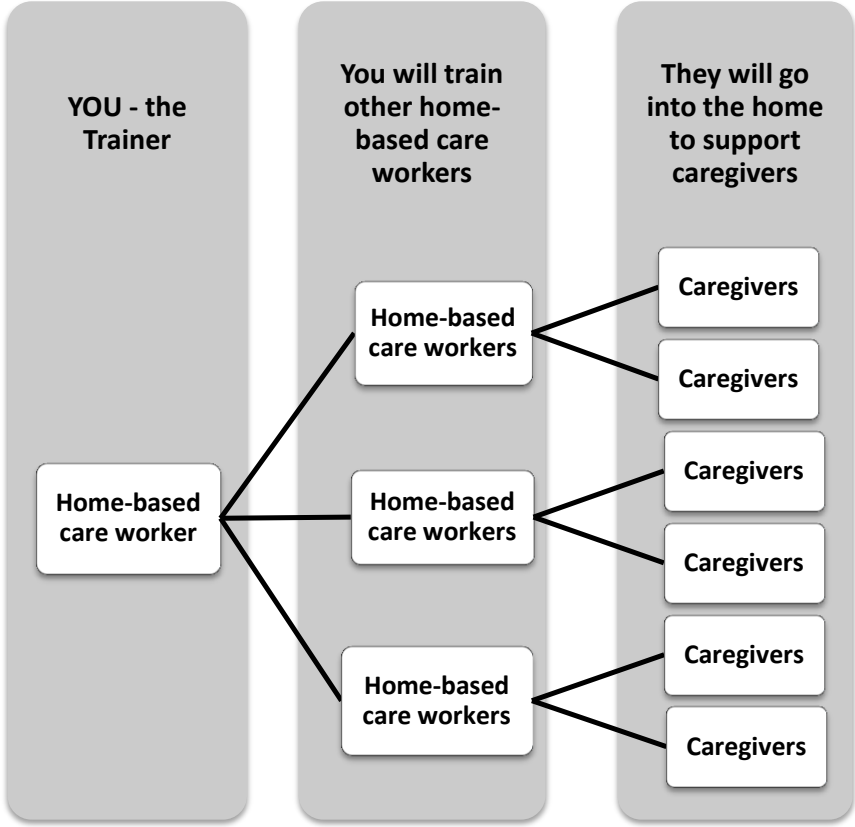 YOU - the
Trainer
You will train
other home-
based care
workers
They will go
into the home
to support
caregivers
Home-based
care worker
Home-based
care workers
Home-based
care workers
Home-based
care workers
Caregivers
Caregivers
Caregivers
Caregivers
Caregivers
Caregivers